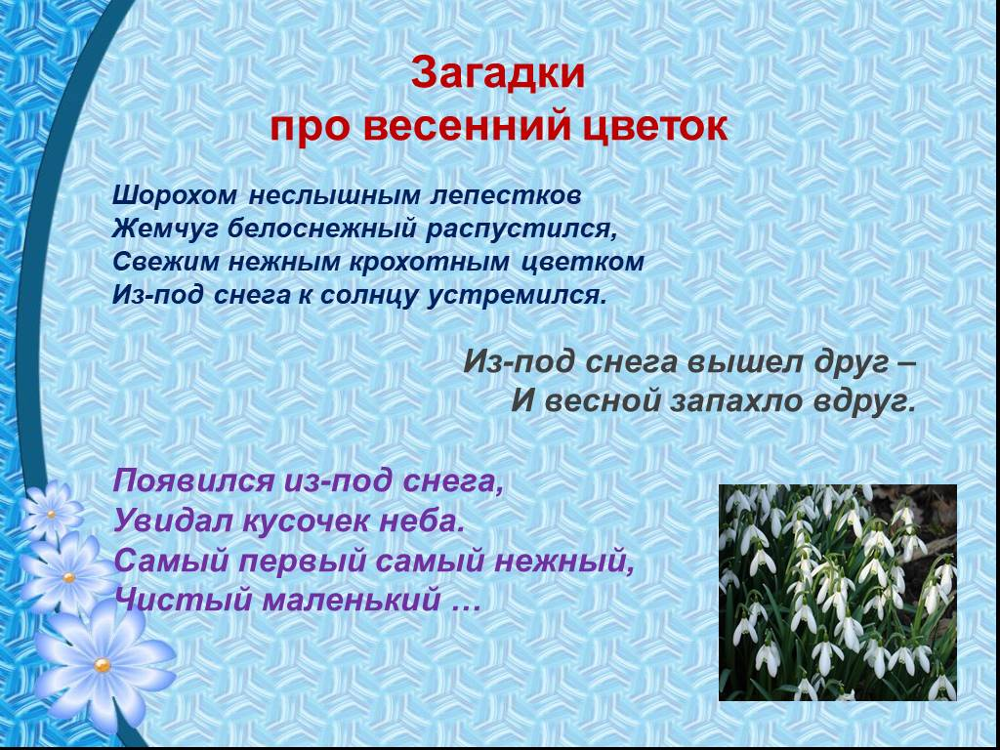 Загадки
про весенний цветок
Шорохом неслышным лепестков
Жемчуг белоснежный распустился,
Свежим нежным крохотным цветком
Из-под снега к солнцу устремился.
Из-под снега вышел друг –
И весной запахло вдруг.
Появился из-под снега,
Увидал кусочек неба.
Самый первый самый нежный,
Чистый маленький …